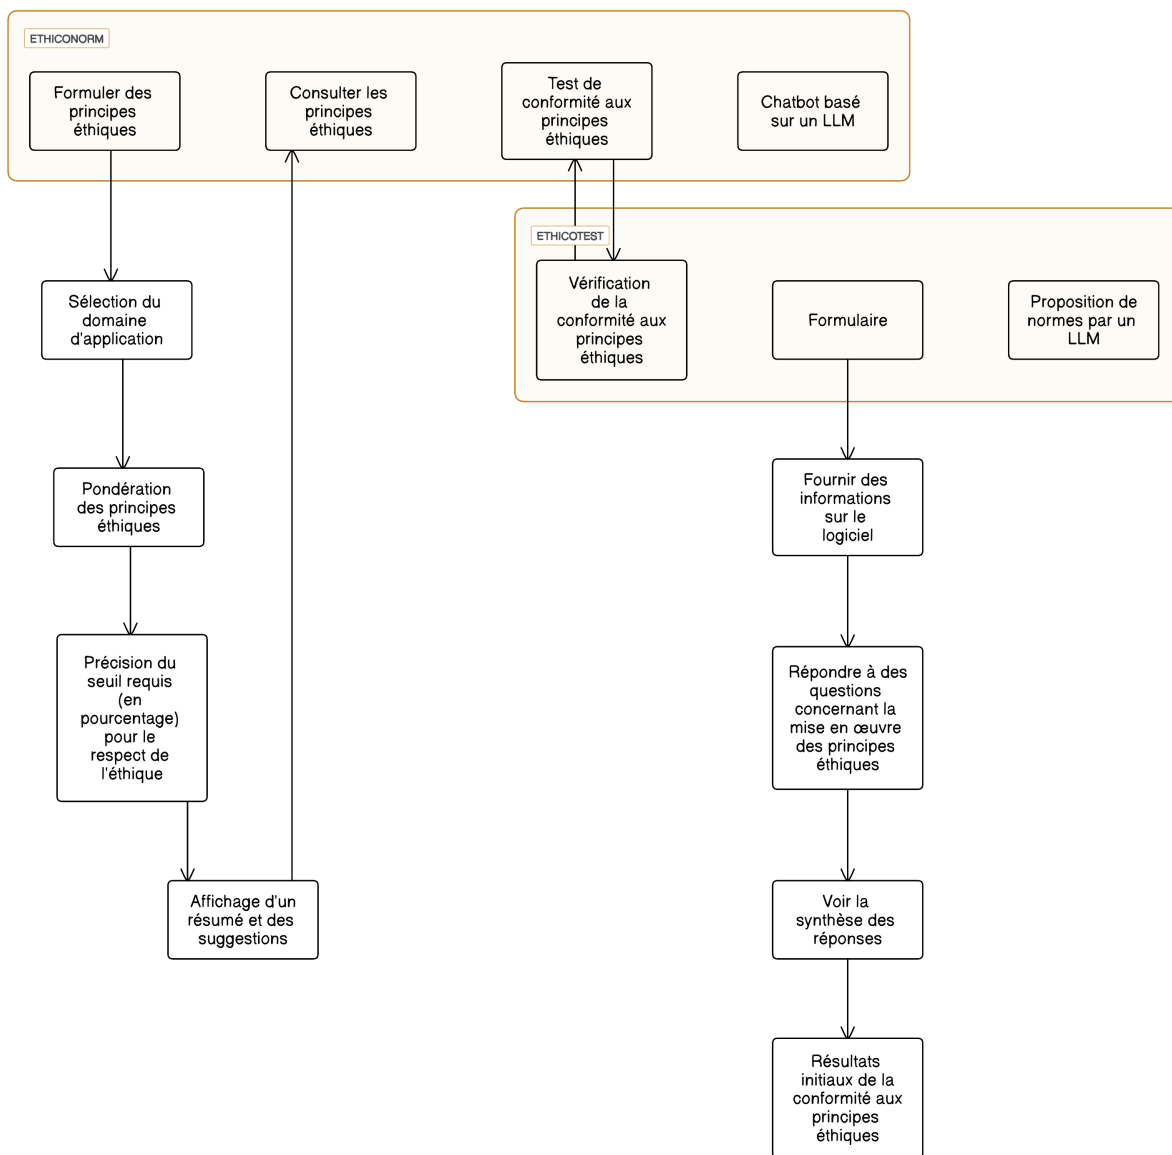 ETHICONORM
Formuler des
principes
éthiques
Consulter les
principes
éthiques
Test de
conformité aux
principes
éthiques
Chatbot basé
sur un LLM
ETHICOTEST
Vérification
de la
conformité aux
principes
éthiques
Formulaire
Proposition de
normes par un
LLM
Sélection du
domaine
d'application
Pondération
des principes
éthiques
Précision du
seuil requis
(en
pourcentage)
pour le
respect de
l'éthique
Affichage d'un
résumé et des
suggestions
Fournir des
informations
sur le
logiciel
Répondre à des
questions
concernant la
mise en œuvre
des principes
éthiques
Voir la
synthèse des
réponses
Résultats
initiaux de la
conformité aux
principes
éthiques